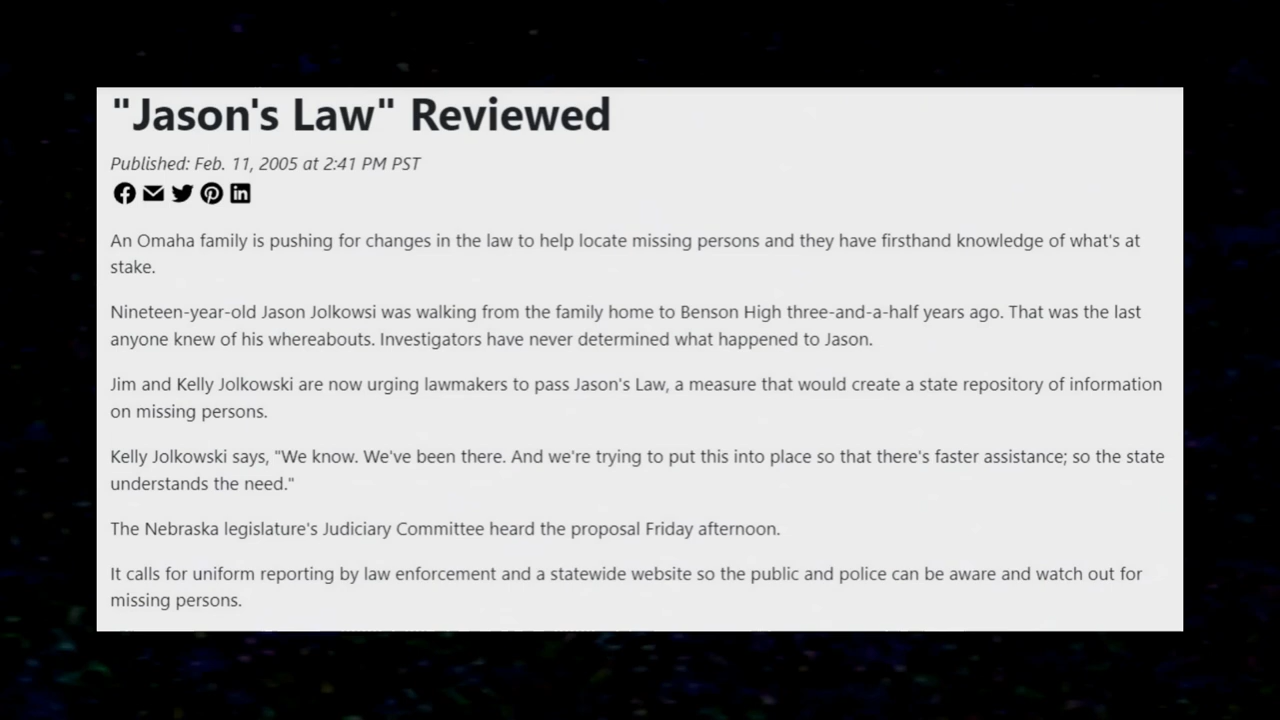 "Jason's Law" Reviewed
Published: Feb. 11, 2005 at 2:41 PM PST
An Omaha family is pushing for changes in the law to help locate missing persons and they have firsthand knowledge of what's at
stake.
Nineteen-year-old Jason Jolkowsi was walking from the family home to Benson High three-and-a-half years ago. That was the last
anyone knew of his whereabouts. Investigators have never determined what happened to Jason.
Jim and Kelly Jolkowski are now urging lawmakers to pass Jason's Law, a measure that would create a state repository of information
on missing persons.
Kelly Jolkowski says, "We know. We've been there. And we're trying to put this into place so that there's faster assistance; so the state
understands the need."
The Nebraska legislature's Judiciary Committee heard the proposal Friday afternoon.
It calls for uniform reporting by law enforcement and a statewide website so the public and police can be aware and watch out for
missing persons.